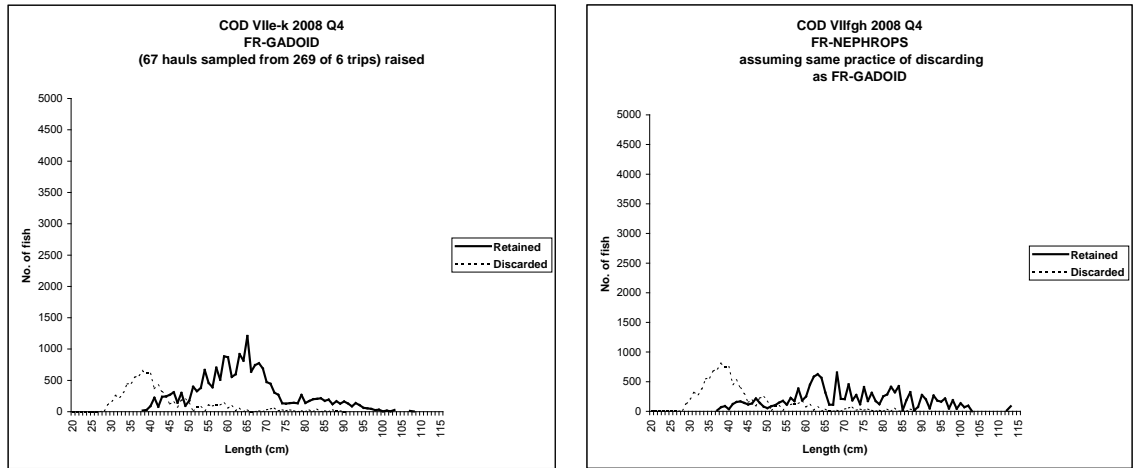 COD VIIe-k 2008 Q4
FR-GADOID
(67 hauls sampled from 269 of 6 trips) raised
5000
4500
4000
3500
3000
2500
2000
1500
1000
500
0
No. of fish
20 25 30 35 40 45 50 55 60 65 70 75 80 85 90 95 100 105 110 115
Length (cm)
Retained
Discarded
COD VIIfgh 2008 Q4
FR-NEPHROPS
assuming same practice of discarding
as FR-GADOID
5000
4500
4000
3500
3000
2500
2000
1500
1000
500
0
No. of fish
20 25 30 35 40 45 50 55 60 65 70 75 80 85 90 95 100 105 110 115
Length (cm)
Retained
Discarded